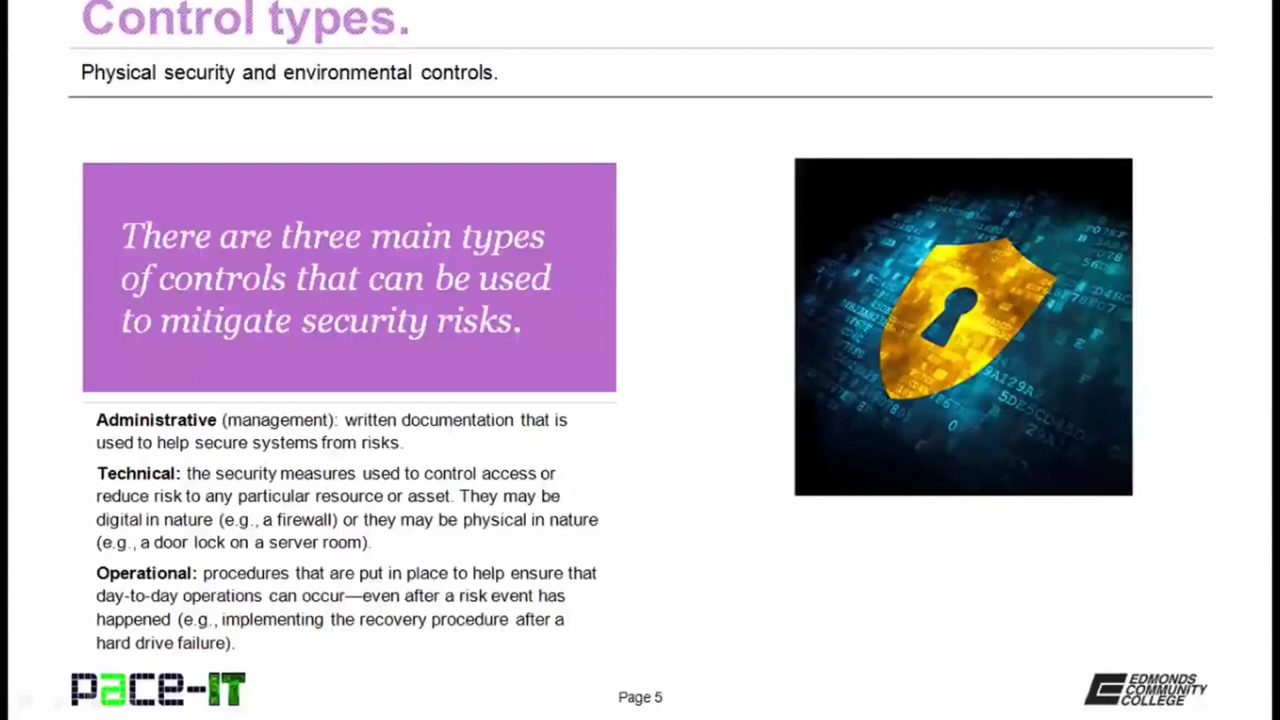 Control types.
Physical security and environmental controls.
There are three main types
of controls that can be used
to mitigate security risks.
Administrative (management): written documentation that is
used to help secure systems from risks.
Technical: the security measures used to control access or
reduce risk to any particular resource or asset. They may be
digital in nature (e.g., a firewall) or they may be physical in nature
(e.g., a door lock on a server room).
Operational: procedures that are put in place to help ensure that
day-to-day operations can occur—even after a risk event has
happened (e.g., implementing the recovery procedure after a
hard drive failure).
pace-IT
Page 5
EDMONDS
COMMUNITY
COLLEGE